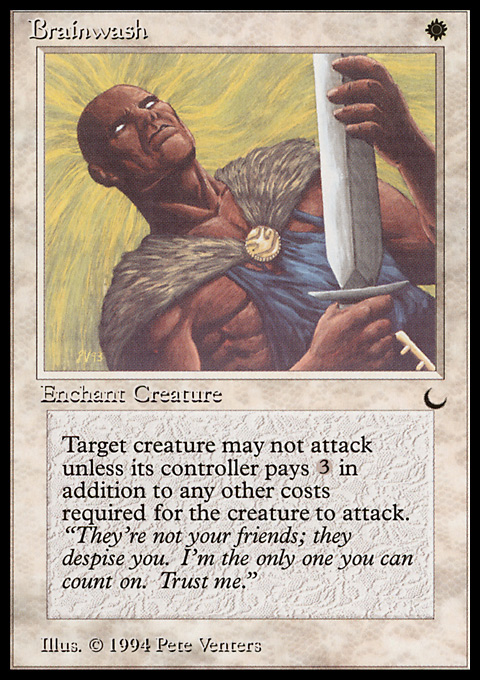 Brainwash
PV93
Enchant Creature
Target creature may not attack
unless its controller pays 3 in
addition to any other costs
required for the creature to attack.
“They’re not your friends; they
despise you. I’m the only one you can
count on. Trust me.”
Illus. © 1994 Pete Venters